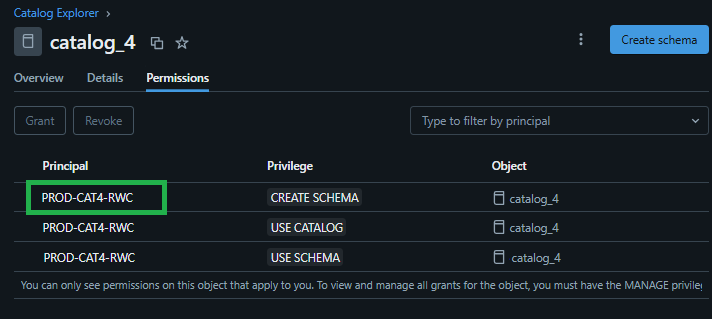 Catalog Explorer >
catalog_4
Create schema
Overview Details Permissions
Grant Revoke Type to filter by principal
Principal Privilege Object
PROD-CAT4-RWC CREATE SCHEMA catalog_4
PROD-CAT4-RWC USE CATALOG catalog_4
PROD-CAT4-RWC USE SCHEMA catalog_4
You can only see permissions on this object that apply to you. To view and manage all grants for the object, you must have the MANAGE privileg